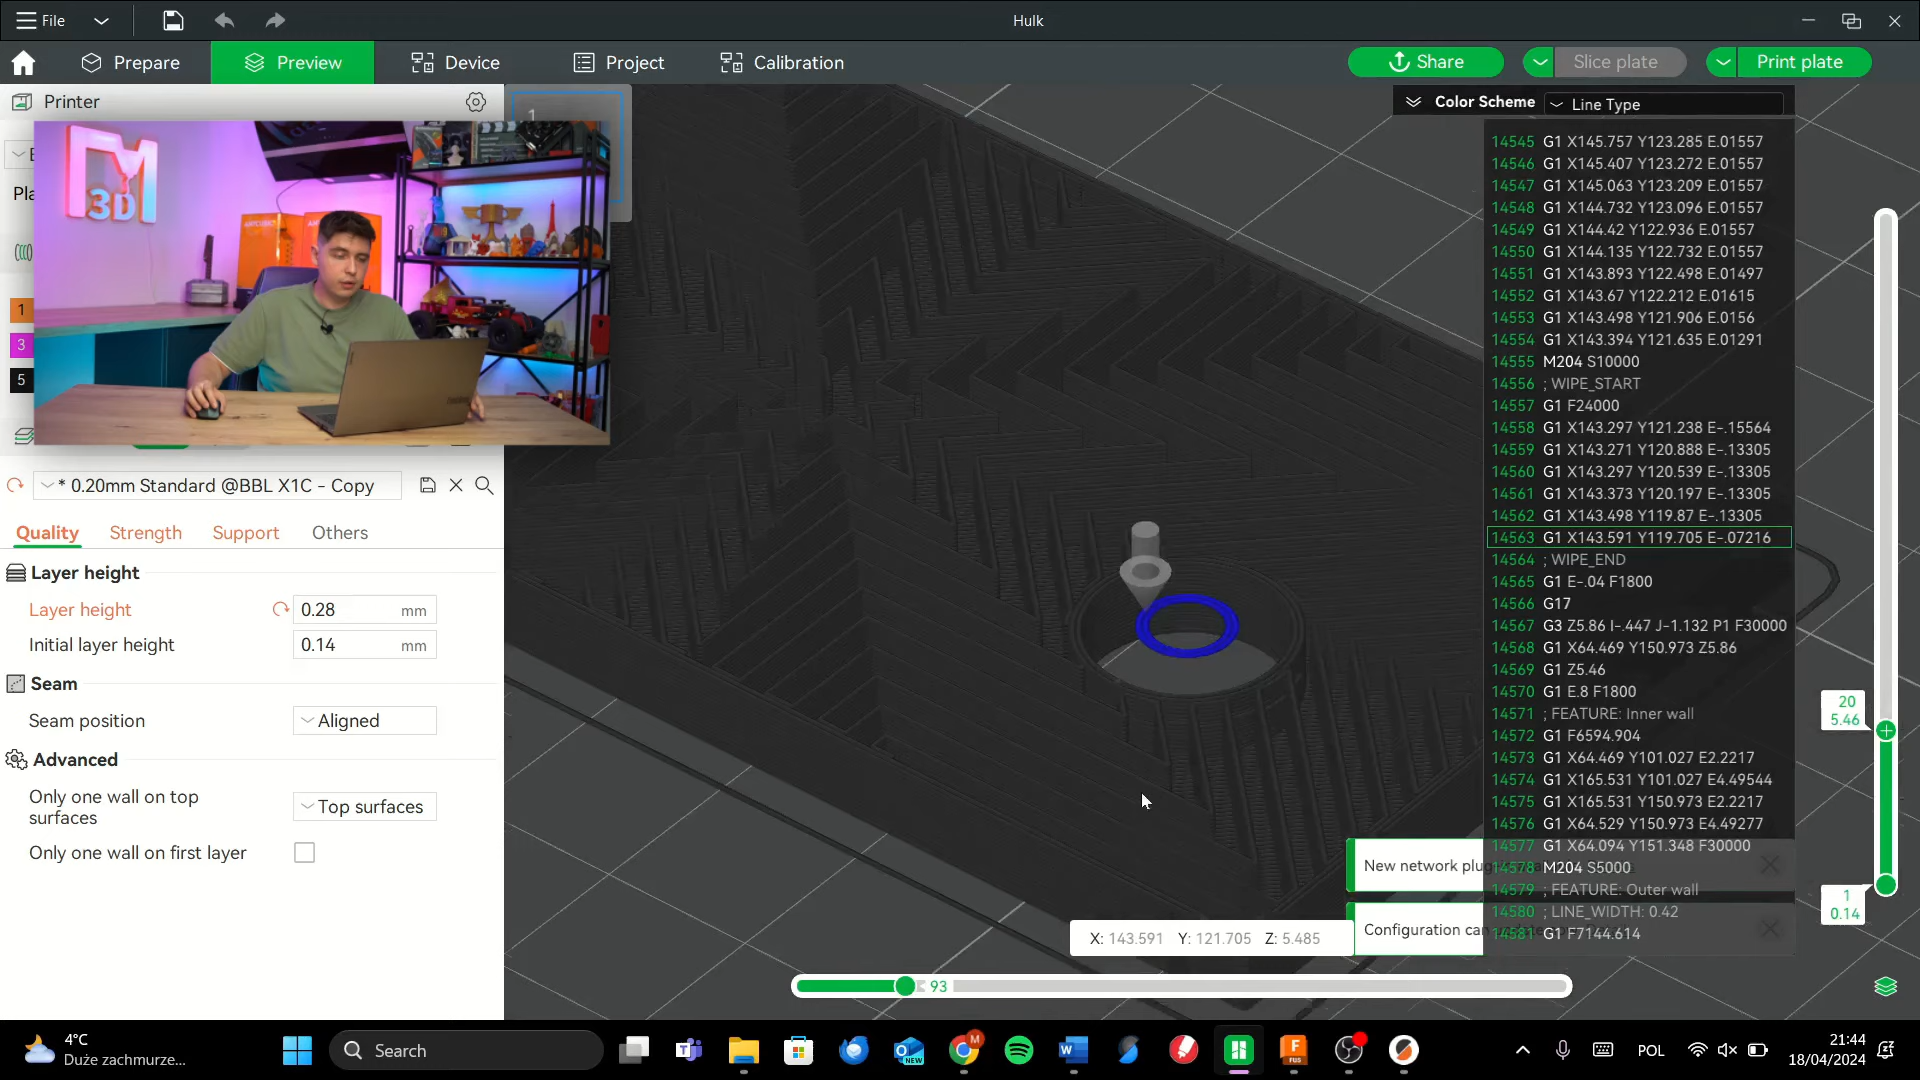 File
Hulk
Prepare
Preview
Device
Project
Calibration
Share
Slice plate
Print plate
Printer
1
Color Scheme
Line Type
Pla
1
3
5
3D
* 0.20mm Standard @BBL X1C - Copy
Quality
Strength
Support
Others
Layer height
Layer height
0.28
mm
Initial layer height
0.14
mm
Seam
Seam position
Aligned
Advanced
Only one wall on top
surfaces
Top surfaces
Only one wall on first layer
14545 G1 X145.757 Y123.285 E.01557
14546 G1 X145.407 Y123.272 E.01557
14547 G1 X145.063 Y123.209 E.01557
14548 G1 X144.732 Y123.096 E.01557
14549 G1 X144.42 Y122.936 E.01557
14550 G1 X144.135 Y122.732 E.01557
14551 G1 X143.893 Y122.498 E.01497
14552 G1 X143.67 Y122.212 E.01615
14553 G1 X143.498 Y121.906 E.0156
14554 G1 X143.394 Y121.635 E.01291
14555 M204 S10000
14556 ; WIPE_START
14557 G1 F24000
14558 G1 X143.297 Y121.238 E-.15564
14559 G1 X143.271 Y120.888 E-.13305
14560 G1 X143.297 Y120.539 E-.13305
14561 G1 X143.373 Y120.197 E-.13305
14562 G1 X143.498 Y119.87 E-.13305
14563 G1 X143.591 Y119.705 E-.07216
14564 ; WIPE_END
14565 G1 E-.04 F1800
14566 G17
14567 G3 Z5.86 I-.447 J-1.132 P1 F30000
14568 G1 X64.469 Y150.973 Z5.86
14569 G1 Z5.46
14570 G1 E.8 F1800
14571 ; FEATURE: Inner wall
14572 G1 F6594.904
14573 G1 X64.469 Y101.027 E2.2217
14574 G1 X165.531 Y101.027 E4.49544
14575 G1 X165.531 Y150.973 E2.2217
14576 G1 X64.529 Y150.973 E4.49277
14577 G1 X64.094 Y151.348 F30000
14578 M204 S5000
14579 ; FEATURE: Outer wall
14580 ; LINE_WIDTH: 0.42
14581 G1 F7144.614
New network plug
Configuration can
20
5.46
1
0.14
X: 143.591 Y: 121.705 Z: 5.485
93
4°C
Duże zachmurze...
Search
NEW
M
FUS
POL
21:44
18/04/2024